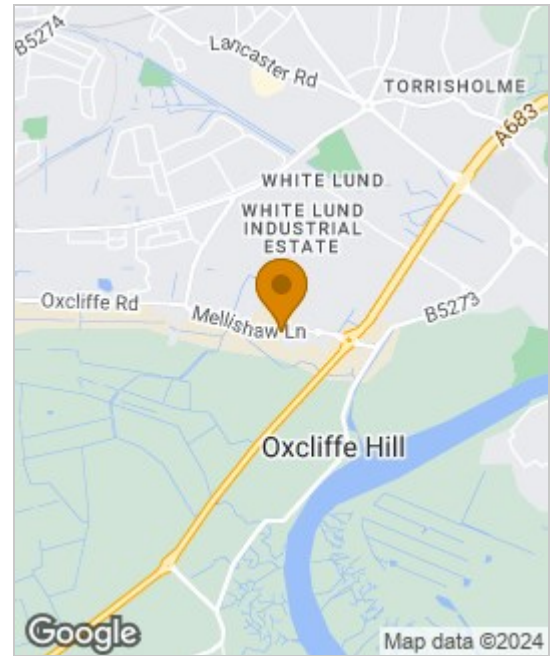 B5274
Lancaster Rd
TORRISHOLME
A683
WHITE LUND
WHITE LUND
INDUSTRIAL
ESTATE
Oxcliffe Rd
Mellishaw Ln
B5273
Oxcliffe Hill
Google
Map data ©2024